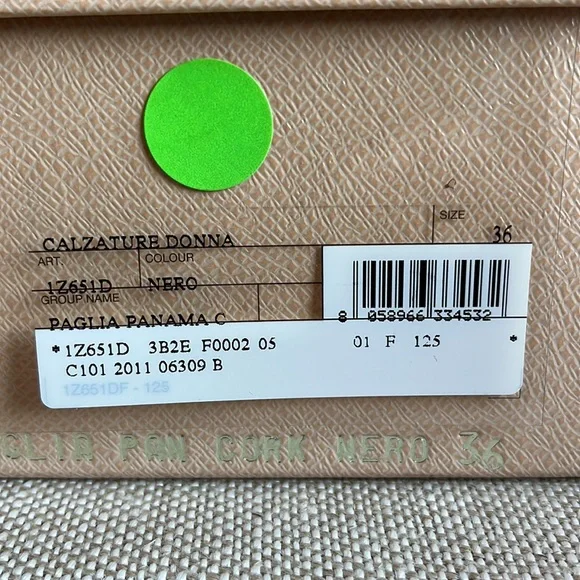 SIZE
CALZATURE DONNA 36
ART. COLOUR
1Z651D NERO
GROUP NAME
PAGLIA PANAMA C
8 058966 334532
*1Z651D 3B2E F0002 05 01 F 125 *
C101 2011 06309 B
1Z651DF - 125
GLIA PAN CORK NERO 36